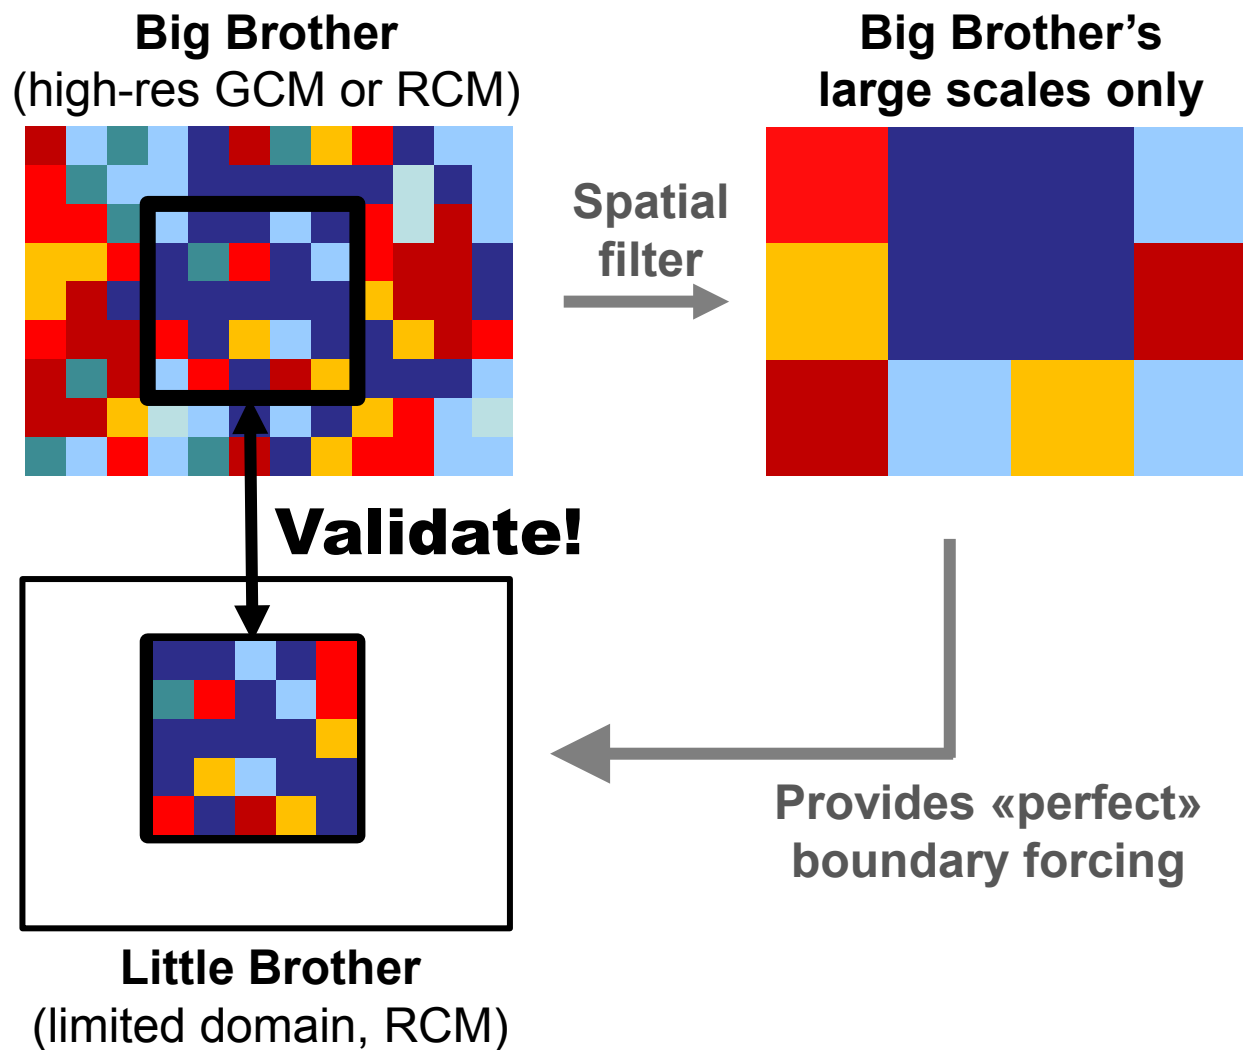 Big Brother
(high-res GCM or RCM)
Big Brother’s
large scales only
Spatial
filter
Validate!
Provides «perfect»
boundary forcing
Little Brother
(limited domain, RCM)